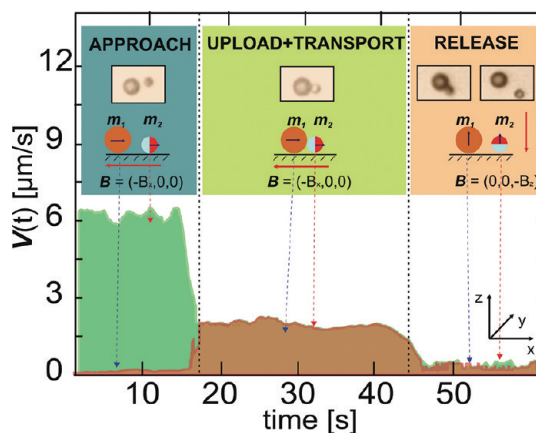 APPROACH
UPLOAD+TRANSPORT
RELEASE
m1 m2
m1 m2
m1 m2
B = (-Bx,0,0)
B = (-Bx,0,0)
B = (0,0,-Bz)
V(t) [µm/s]
12
9
6
3
0
z
y
x
10 20 30 40 50
time [s]